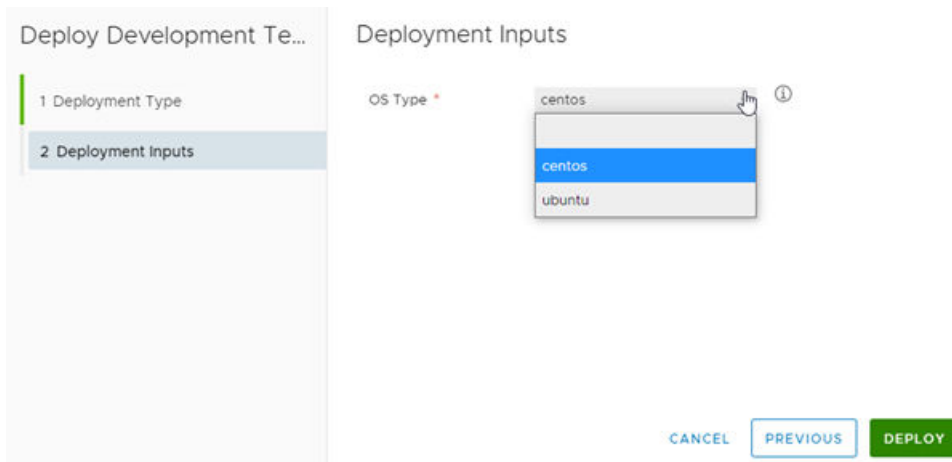 Deploy Development Te...
1 Deployment Type
2 Deployment Inputs
Deployment Inputs
OS Type *
centos
centos
ubuntu
CANCEL
PREVIOUS
DEPLOY